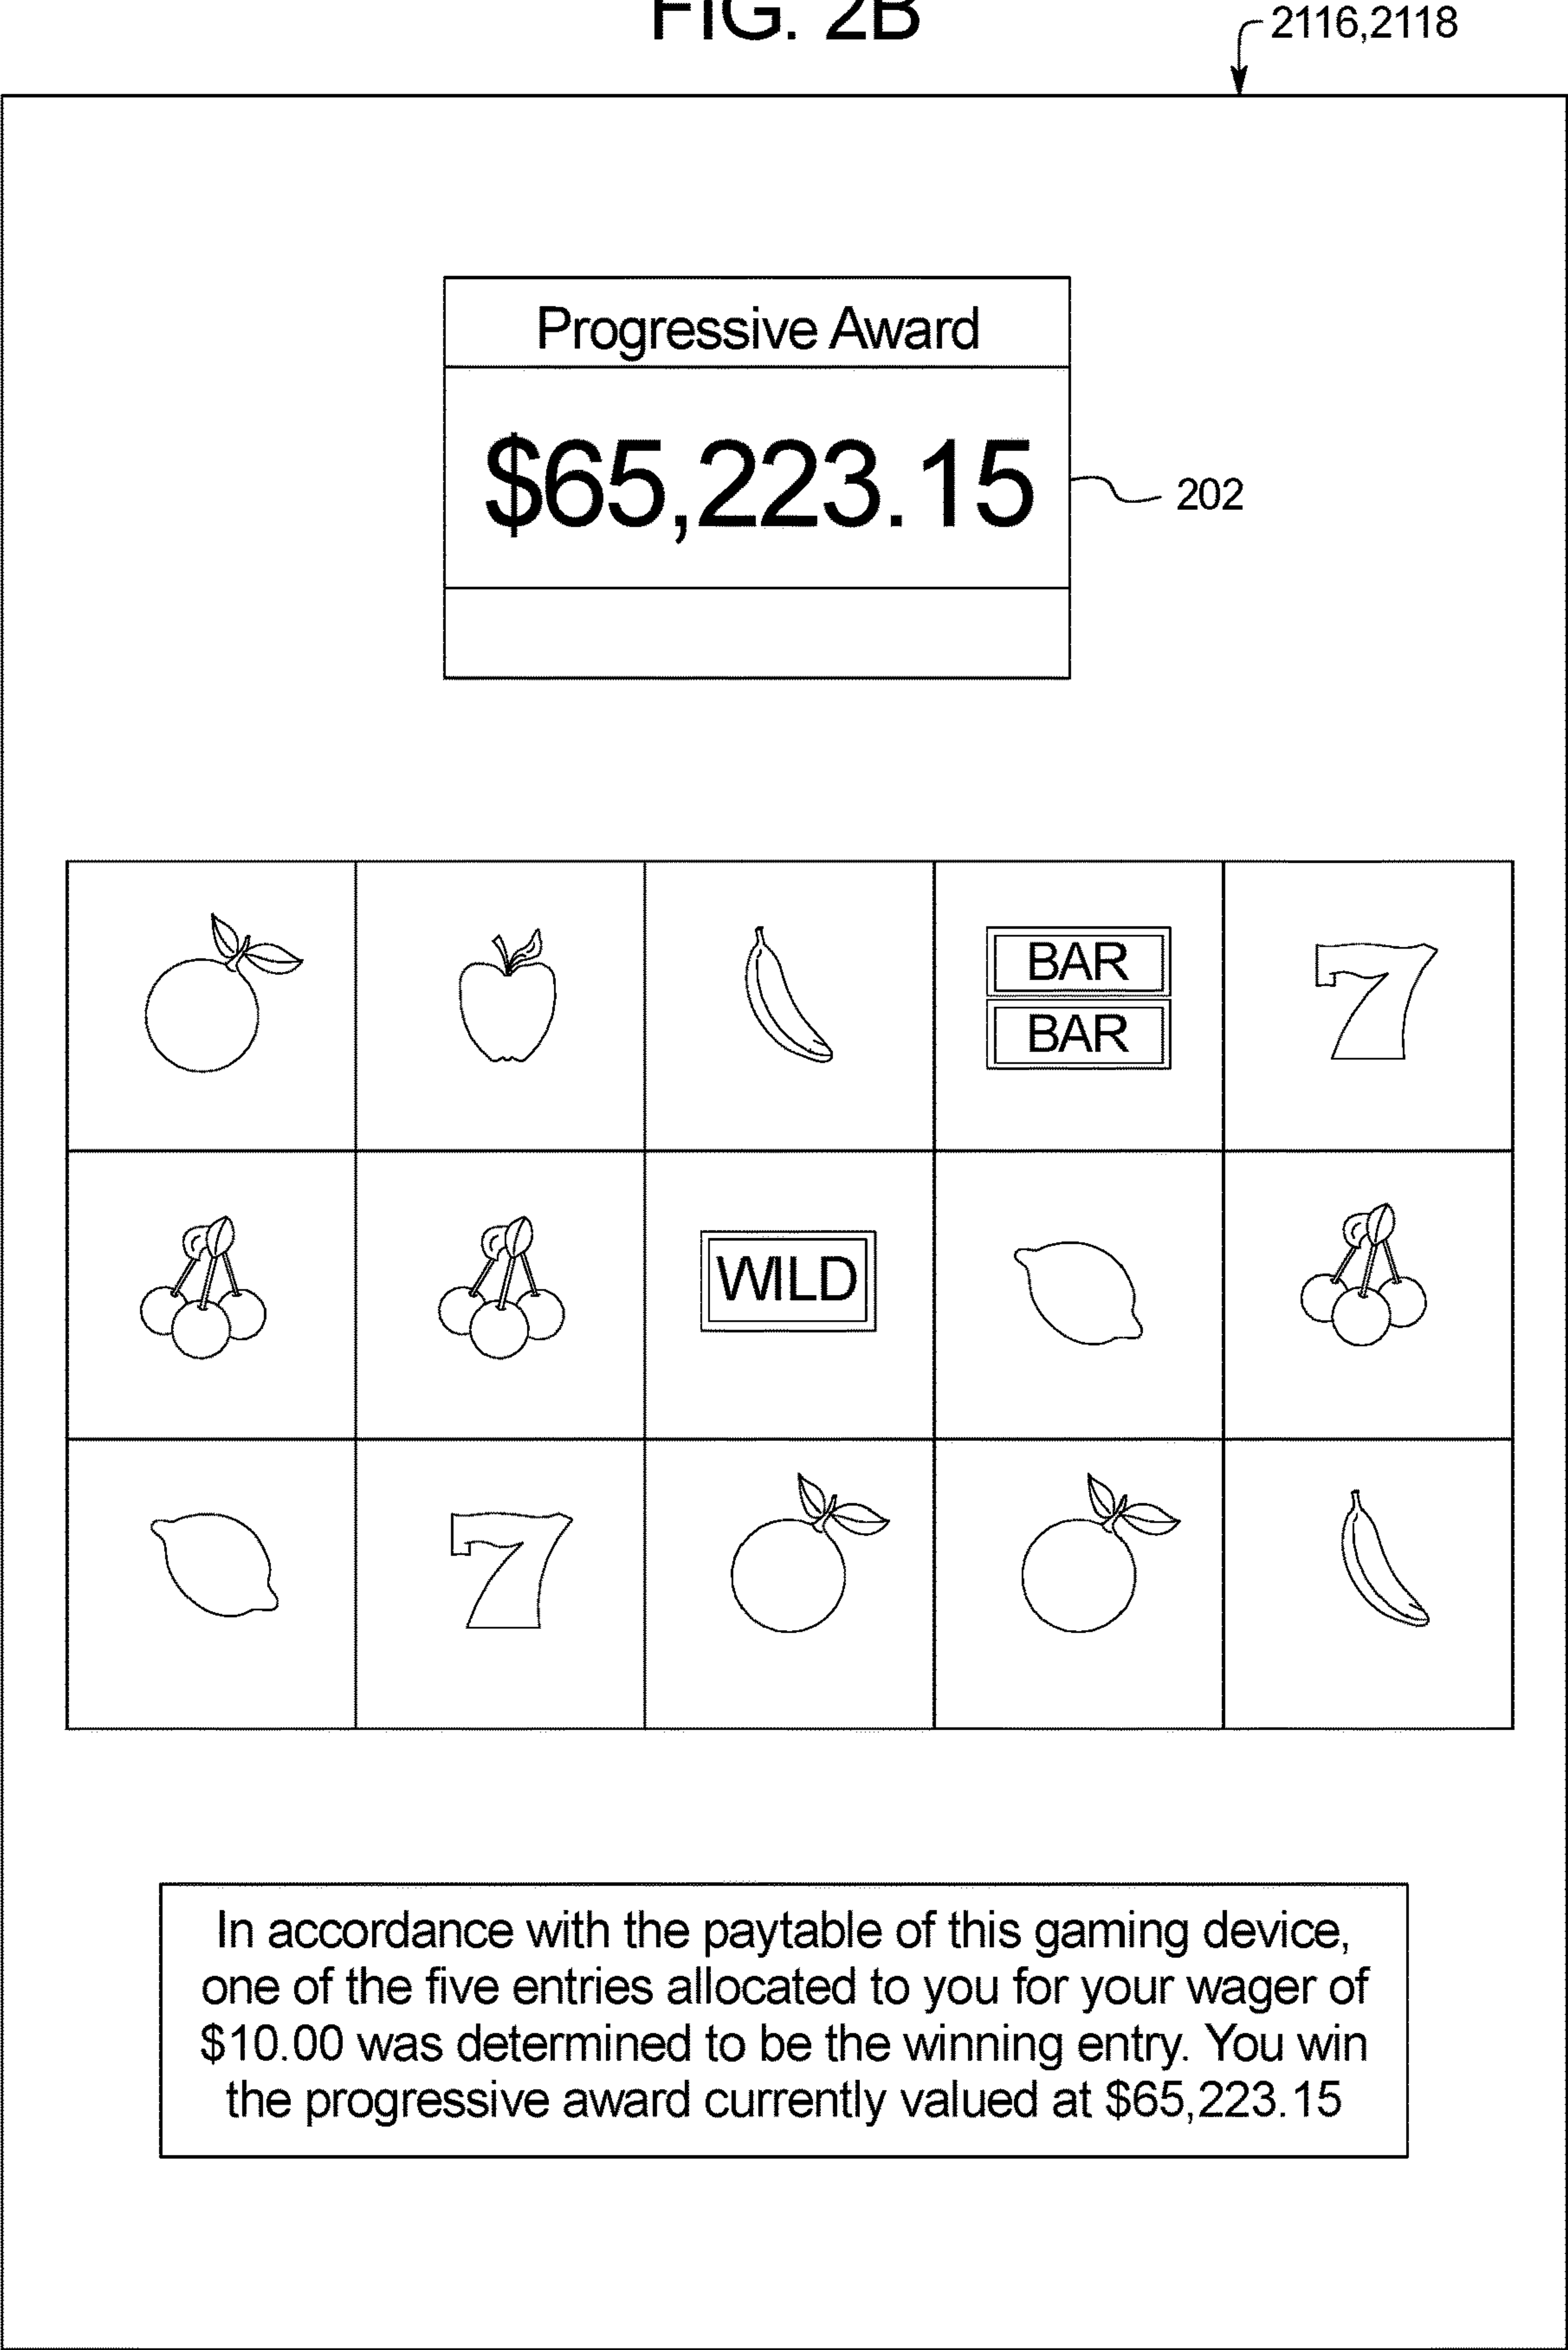 FIG. 2B
2116,2118
Progressive Award
$65,223.15
202
BAR
BAR
7
WILD
7
In accordance with the paytable of this gaming device,
one of the five entries allocated to you for your wager of
$10.00 was determined to be the winning entry. You win
the progressive award currently valued at $65,223.15